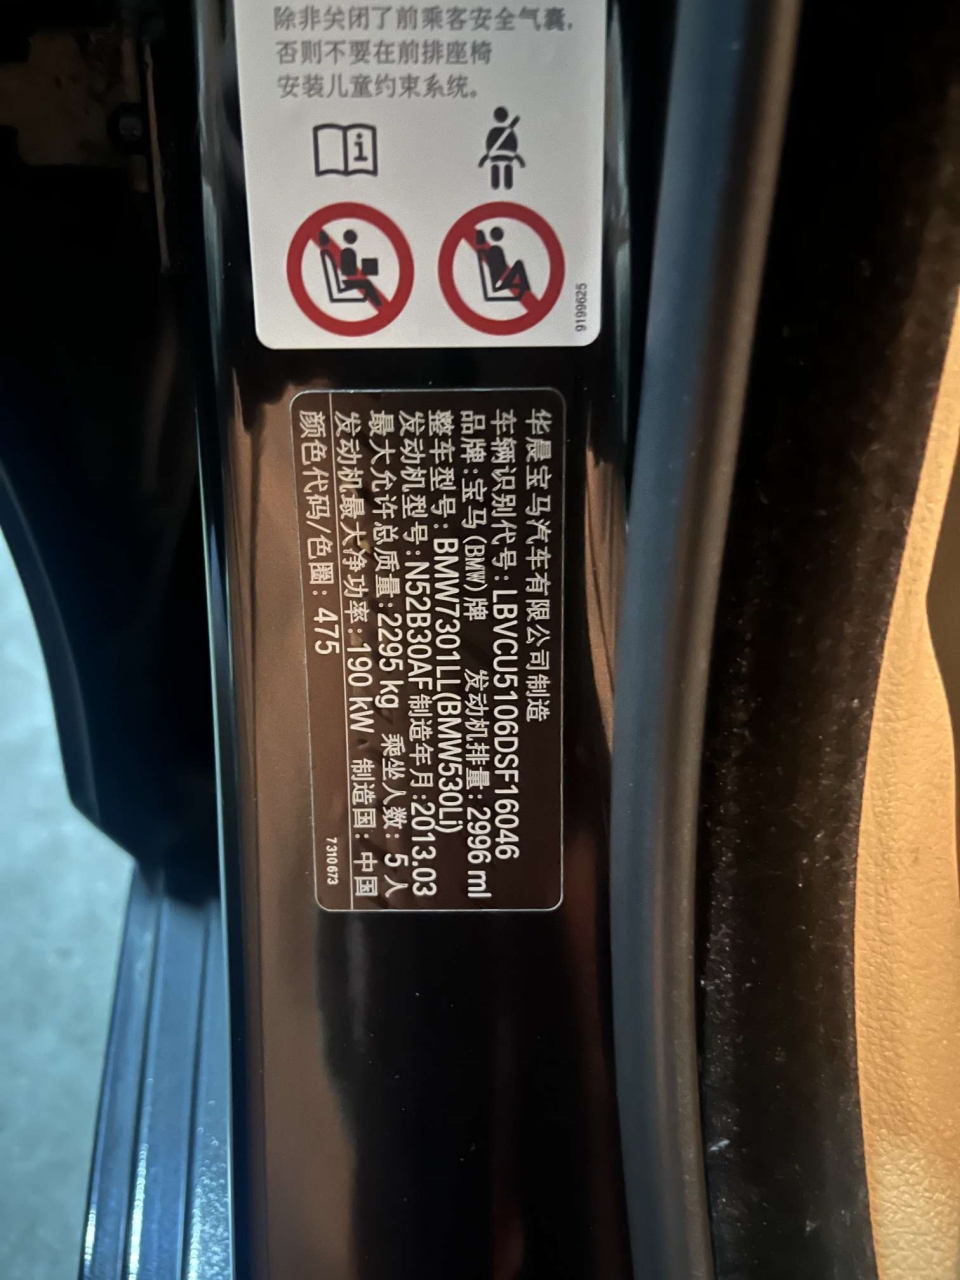 除非关闭了前乘客安全气囊，
否则不要在前排座椅
安装儿童约束系统。
9199625
华晨宝马汽车有限公司制造
车辆识别代号：LBVCU5106DSF16046
品牌：宝马（BMW）牌 发动机排量：2996 ml
整车型号：BMW7301LL(BMW530Li)
发动机型号：N52B30AF 制造年月：2013.03
最大允许总质量：2295 kg 乘坐人数：5 人
发动机最大净功率：190 kW 制造国：中国
颜色代码/色圈：475
7 310 673